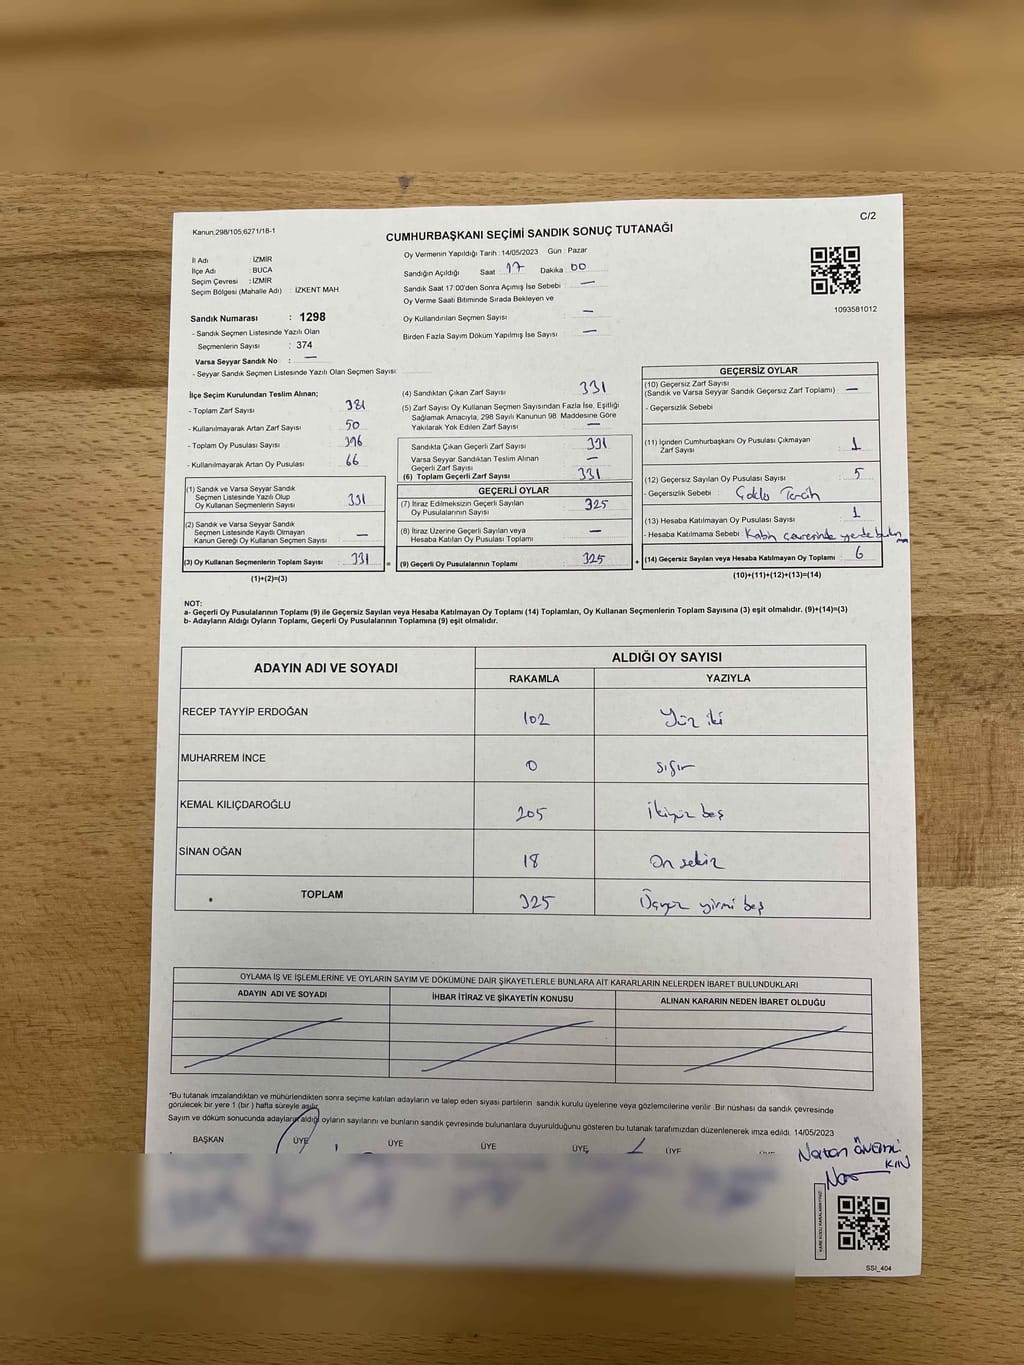 C/2
Kanun,298/105,6271/18-1
CUMHURBAŞKANI SEÇİMİ SANDIK SONUÇ TUTANAĞI
İl Adı : İZMİR
İlçe Adı : BUCA
Seçim Çevresi : İZMİR
Seçim Bölgesi (Mahalle Adı) : İZKENT MAH.
Oy Vermenin Yapıldığı Tarih : 14/05/2023 Gün : Pazar
Sandığın Açıldığı Saat 17 Dakika 00
Sandık Saat 17:00'den Sonra Açımış İse Sebebi : —
Oy Verme Saati Bitiminde Sırada Bekleyen ve
Oy Kullandırılan Seçmen Sayısı : —
Birden Fazla Sayım Döküm Yapılmış İse Sayısı : —
1093581012
Sandık Numarası : 1298
- Sandık Seçmen Listesinde Yazılı Olan
Seçmenlerin Sayısı : 374
Varsa Seyyar Sandık No : —
- Seyyar Sandık Seçmen Listesinde Yazılı Olan Seçmen Sayısı
İlçe Seçim Kurulundan Teslim Alınan;
- Toplam Zarf Sayısı 381
- Kullanılmayarak Artan Zarf Sayısı 50
- Toplam Oy Pusulası Sayısı 396
- Kullanılmayarak Artan Oy Pusulası 66
(1) Sandık ve Varsa Seyyar Sandık
Seçmen Listesinde Yazılı Olup
Oy Kullanan Seçmenlerin Sayısı 331
(2) Sandık ve Varsa Seyyar Sandık
Seçmen Listesinde Kayıtlı Olmayan
Kanun Gereği Oy Kullanan Seçmen Sayısı —
(3) Oy Kullanan Seçmenlerin Toplam Sayısı 331 =
(1)+(2)=(3)
(4) Sandıktan Çıkan Zarf Sayısı 331
(5) Zarf Sayısı Oy Kullanan Seçmen Sayısından Fazla İse, Eşitliği
Sağlamak Amacıyla, 298 Sayılı Kanunun 98. Maddesine Göre
Yakılarak Yok Edilen Zarf Sayısı —
Sandıkta Çıkan Geçerli Zarf Sayısı 331
Varsa Seyyar Sandıktan Teslim Alınan
Geçerli Zarf Sayısı —
(6) Toplam Geçerli Zarf Sayısı 331
GEÇERLİ OYLAR
(7) İtiraz Edilmeksizin Geçerli Sayılan
Oy Pusulalarının Sayısı 325
(8) İtiraz Üzerine Geçerli Sayılan veya
Hesaba Katılan Oy Pusulası Toplamı —
(9) Geçerli Oy Pusulalarının Toplamı 325 +
GEÇERSİZ OYLAR
(10) Geçersiz Zarf Sayısı
(Sandık ve Varsa Seyyar Sandık Geçersiz Zarf Toplamı) —
- Geçersizlik Sebebi
(11) İçinden Cumhurbaşkanı Oy Pusulası Çıkmayan
Zarf Sayısı 1
(12) Geçersiz Sayılan Oy Pusulası Sayısı 5
- Geçersizlik Sebebi : Çoklu Tercih
(13) Hesaba Katılmayan Oy Pusulası Sayısı 1
- Hesaba Katılmama Sebebi : Kabin çevresinde yerde bulun
(14) Geçersiz Sayılan veya Hesaba Katılmayan Oy Toplamı 6
(10)+(11)+(12)+(13)=(14)
NOT:
a- Geçerli Oy Pusulalarının Toplamı (9) ile Geçersiz Sayılan veya Hesaba Katılmayan Oy Toplamı (14) Toplamları, Oy Kullanan Seçmenlerin Toplam Sayısına (3) eşit olmalıdır. (9)+(14)=(3)
b- Adayların Aldığı Oyların Toplamı, Geçerli Oy Pusulalarının Toplamına (9) eşit olmalıdır.
ADAYIN ADI VE SOYADI ALDIĞI OY SAYISI
RAKAMLA YAZIYLA
RECEP TAYYİP ERDOĞAN 102 Yüz iki
MUHARREM İNCE 0 sıfır
KEMAL KILIÇDAROĞLU 205 İkiyüz beş
SİNAN OĞAN 18 On sekiz
TOPLAM 325 Üçyüz yirmi beş
OYLAMA İŞ VE İŞLEMLERİNE VE OYLARIN SAYIM VE DÖKÜMÜNE DAİR ŞİKAYETLERLE BUNLARA AİT KARARLARIN NELERDEN İBARET BULUNDUKLARI
ADAYIN ADI VE SOYADI İHBAR İTİRAZ VE ŞİKAYETİN KONUSU ALINAN KARARIN NEDEN İBARET OLDUĞU
*Bu tutanak imzalandıktan ve mühürlendikten sonra seçime katılan adayların ve talep eden siyasi partilerin sandık kurulu üyelerine veya gözlemcilerine verilir. Bir nüshası da sandık çevresinde
görülecek bir yere 1 (bir ) hafta süreyle asılır.
Sayım ve döküm sonucunda adayların aldığı oyların sayılarını ve bunların sandık çevresinde bulunanlara duyurulduğunu gösteren bu tutanak tarafımızdan düzenlenerek imza edildi. 14/05/2023
BAŞKAN ÜYE ÜYE ÜYE ÜYE ÜYE
SSI_404